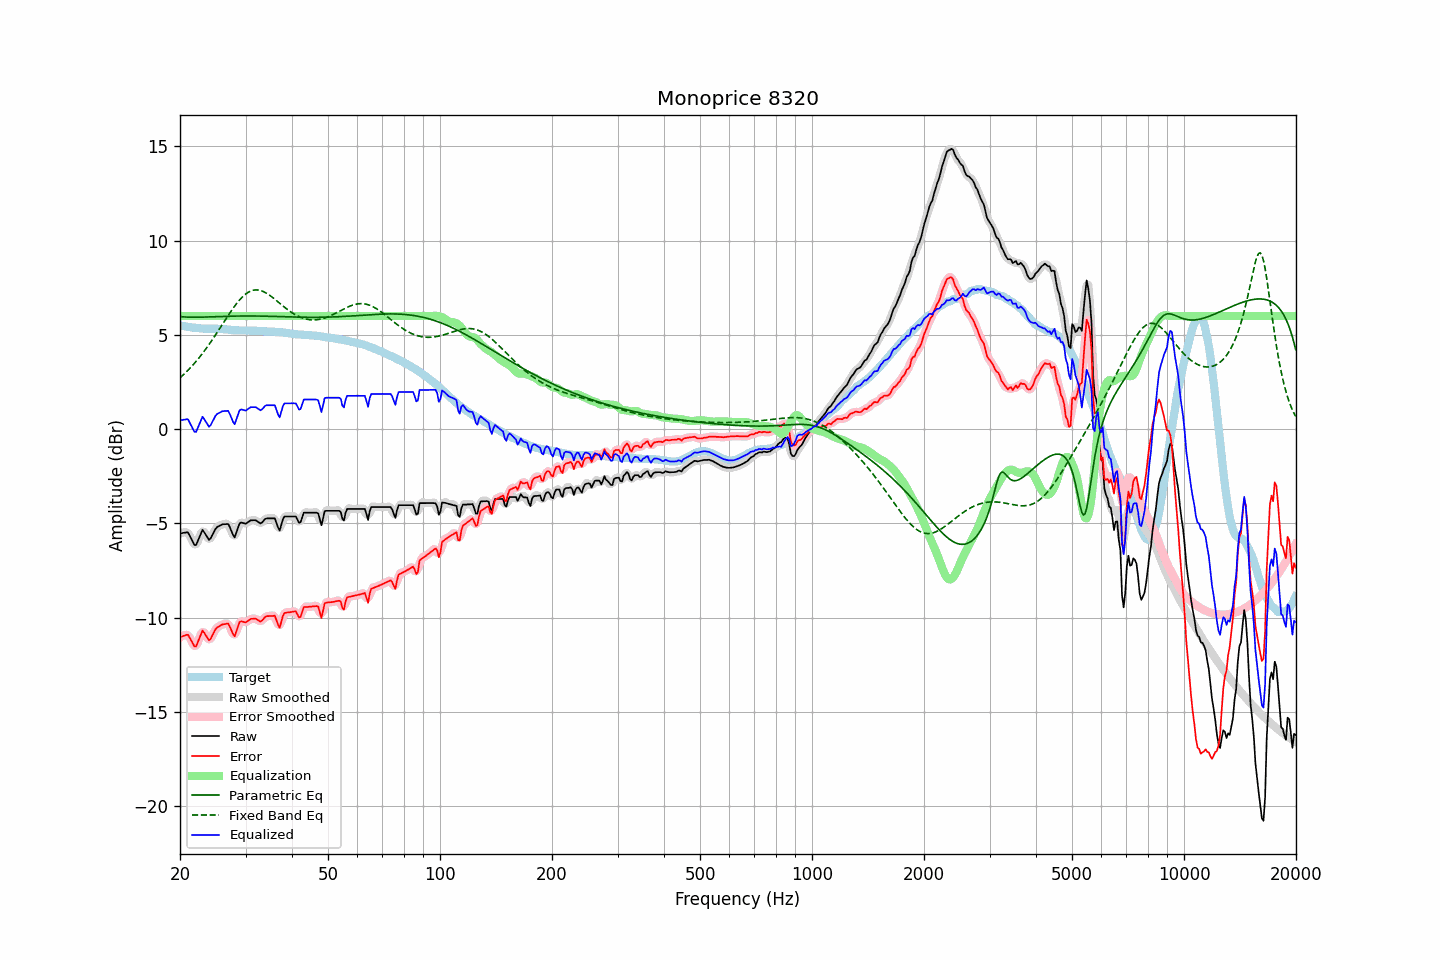 Monoprice 8320
Amplitude (dBr)
15
10
5
0
−5
−10
−15
−20
Target
Raw Smoothed
Error Smoothed
Raw
Error
Equalization
Parametric Eq
Fixed Band Eq
Equalized
20 50 100 200 500 1000 2000 5000 10000 20000
Frequency (Hz)